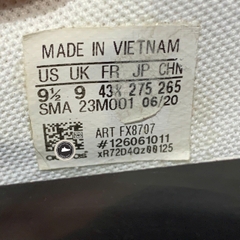 MADE IN VIETNAM
US UK FR JP CHN
9½ 9 43⅓ 275 265
SMA 23M001 06/20
ART FX8707
#126061011
xR72D4Qz00125